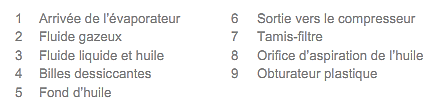 1 Arrivée de l'évaporateur
2 Fluide gazeux
3 Fluide liquide et huile
4 Billes dessiccantes
5 Fond d'huile
6 Sortie vers le compresseur
7 Tamis-filtre
8 Orifice d'aspiration de l'huile
9 Obturateur plastique